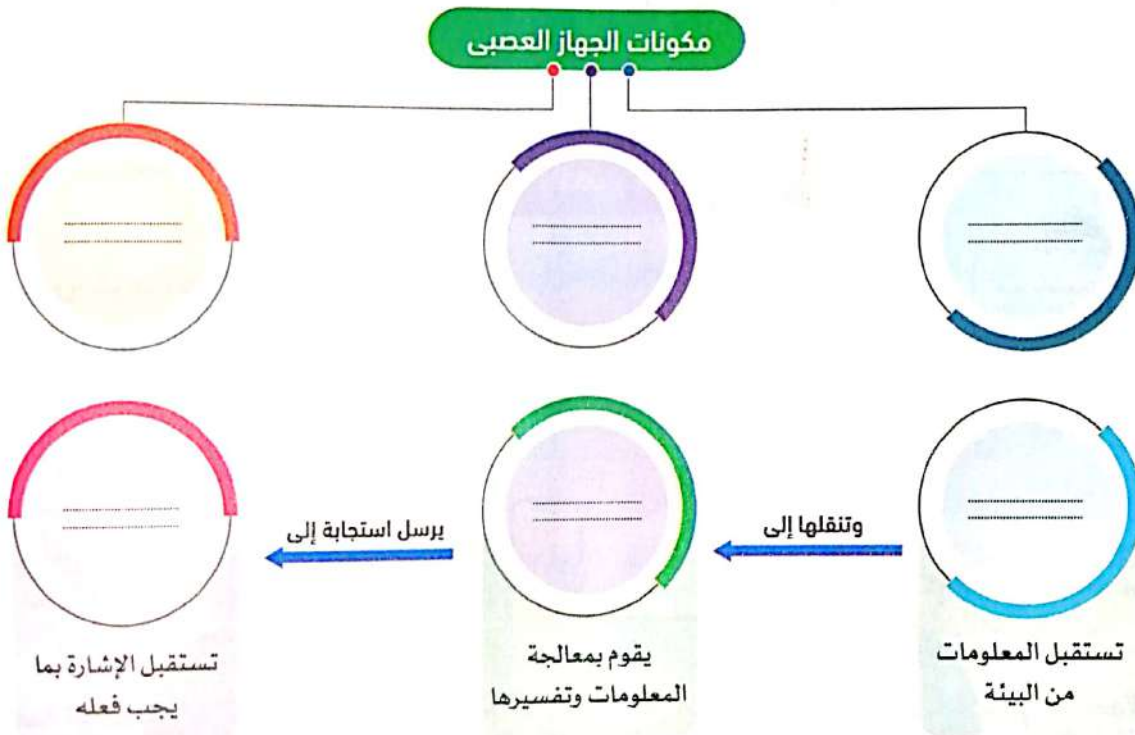 مكونات الجهاز العصبى
وتنقلها إلى
يرسل استجابة إلى
تستقبل المعلومات
من البيئة
يقوم بمعالجة
المعلومات وتفسيرها
تستقبل الإشارة بما
يجب فعله